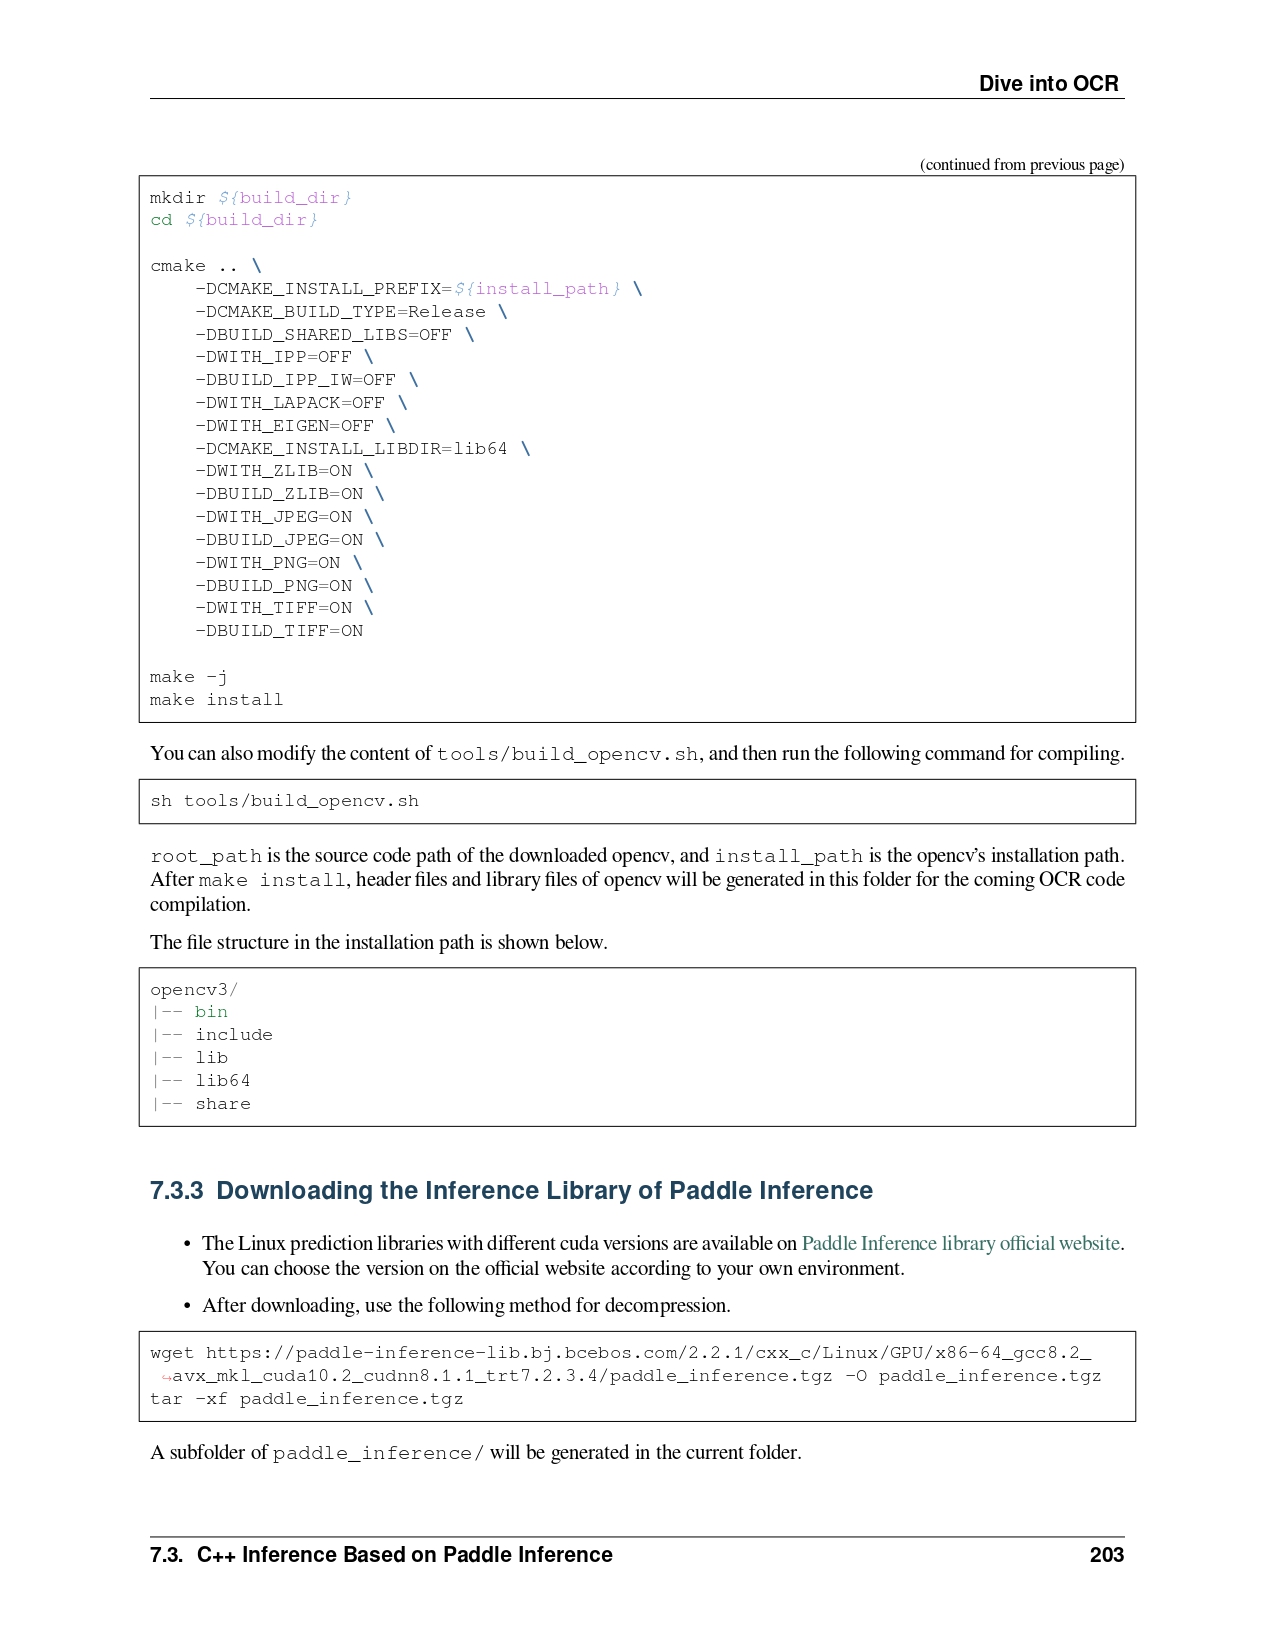 Dive into OCR
(continued from previous page)
mkdir ${build_dir}
cd ${build_dir}
cmake .. \
    -DCMAKE_INSTALL_PREFIX=${install_path} \
    -DCMAKE_BUILD_TYPE=Release \
    -DBUILD_SHARED_LIBS=OFF \
    -DWITH_IPP=OFF \
    -DBUILD_IPP_IW=OFF \
    -DWITH_LAPACK=OFF \
    -DWITH_EIGEN=OFF \
    -DCMAKE_INSTALL_LIBDIR=lib64 \
    -DWITH_ZLIB=ON \
    -DBUILD_ZLIB=ON \
    -DWITH_JPEG=ON \
    -DBUILD_JPEG=ON \
    -DWITH_PNG=ON \
    -DBUILD_PNG=ON \
    -DWITH_TIFF=ON \
    -DBUILD_TIFF=ON
make -j
make install
You can also modify the content of tools/build_opencv.sh, and then run the following command for compiling.
sh tools/build_opencv.sh
root_path is the source code path of the downloaded opencv, and install_path is the opencv's installation path.
After make install, header files and library files of opencv will be generated in this folder for the coming OCR code
compilation.
The file structure in the installation path is shown below.
opencv3/
|-- bin
|-- include
|-- lib
|-- lib64
|-- share
7.3.3 Downloading the Inference Library of Paddle Inference
• The Linux prediction libraries with different cuda versions are available on Paddle Inference library official website.
You can choose the version on the official website according to your own environment.
• After downloading, use the following method for decompression.
wget https://paddle-inference-lib.bj.bcebos.com/2.2.1/cxx_c/Linux/GPU/x86-64_gcc8.2_
↪avx_mkl_cuda10.2_cudnn8.1.1_trt7.2.3.4/paddle_inference.tgz -O paddle_inference.tgz
tar -xf paddle_inference.tgz
A subfolder of paddle_inference/ will be generated in the current folder.
7.3. C++ Inference Based on Paddle Inference 203